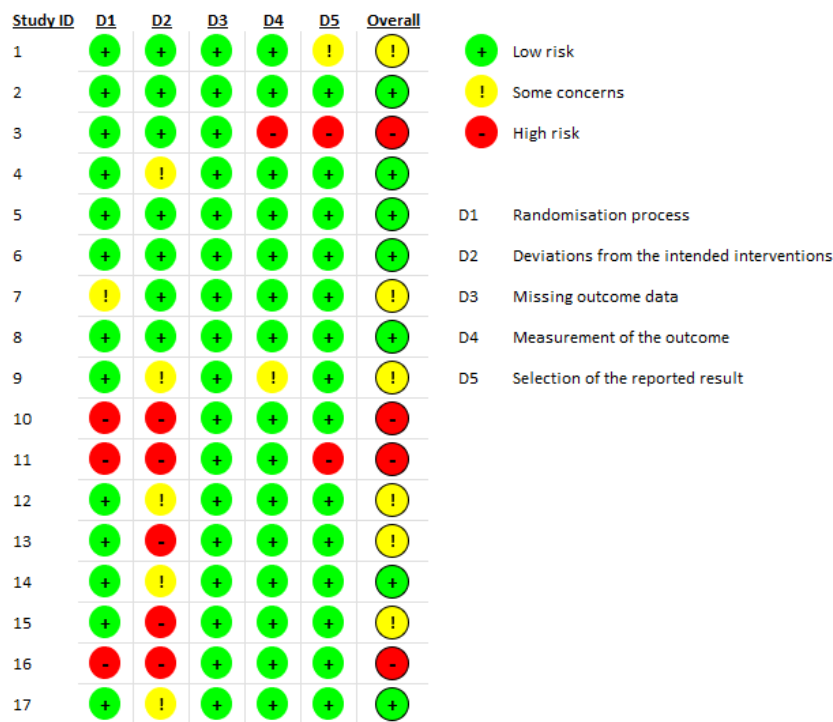 Study ID D1 D2 D3 D4 D5 Overall
1 + + + + ! !
+ Low risk
2 + + + + + +
! Some concerns
3 + + + - - -
- High risk
4 + ! + + + +
5 + + + + + +
D1 Randomisation process
6 + + + + + +
D2 Deviations from the intended interventions
7 ! + + + + !
D3 Missing outcome data
8 + + + + + +
D4 Measurement of the outcome
9 + ! + ! + !
D5 Selection of the reported result
10 - - + + + -
11 - - + + - -
12 + ! + + + !
13 + - + + + !
14 + ! + + + +
15 + - + + + !
16 - - + + + -
17 + ! + + + +